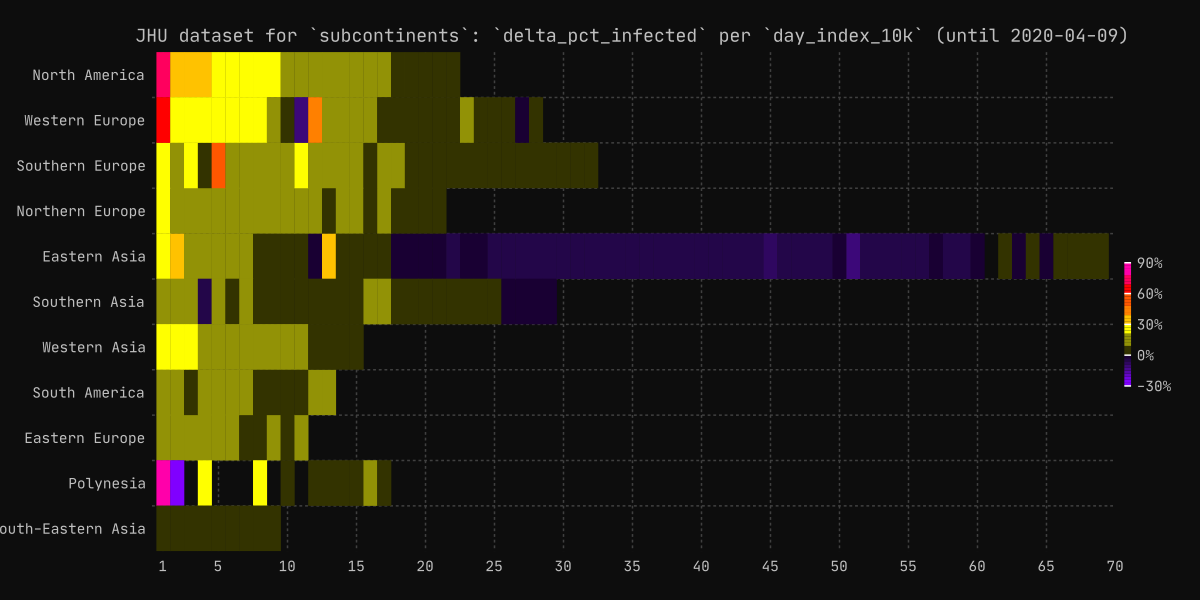 JHU dataset for `subcontinents`: `delta_pct_infected` per `day_index_10k` (until 2020-04-09)
North America
Western Europe
Southern Europe
Northern Europe
Eastern Asia
Southern Asia
Western Asia
South America
Eastern Europe
Polynesia
outh-Eastern Asia
90%
60%
30%
0%
-30%
1 5 10 15 20 25 30 35 40 45 50 55 60 65 70